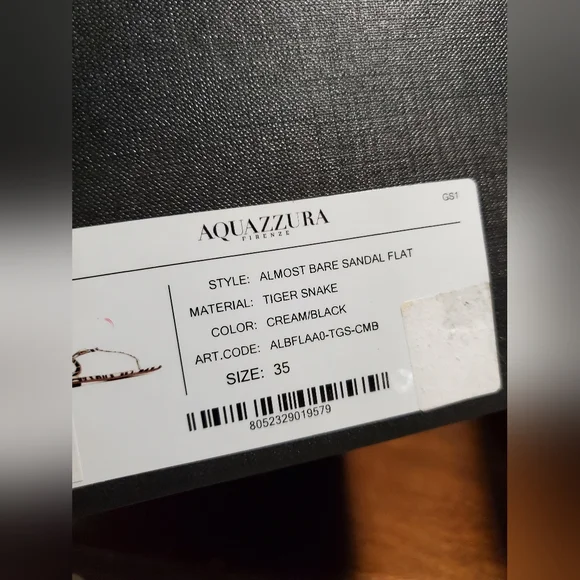 GS1
AQUAZZURA
FIRENZE
STYLE: ALMOST BARE SANDAL FLAT
MATERIAL: TIGER SNAKE
COLOR: CREAM/BLACK
ART.CODE: ALBFLAA0-TGS-CMB
SIZE: 35
8052329019579